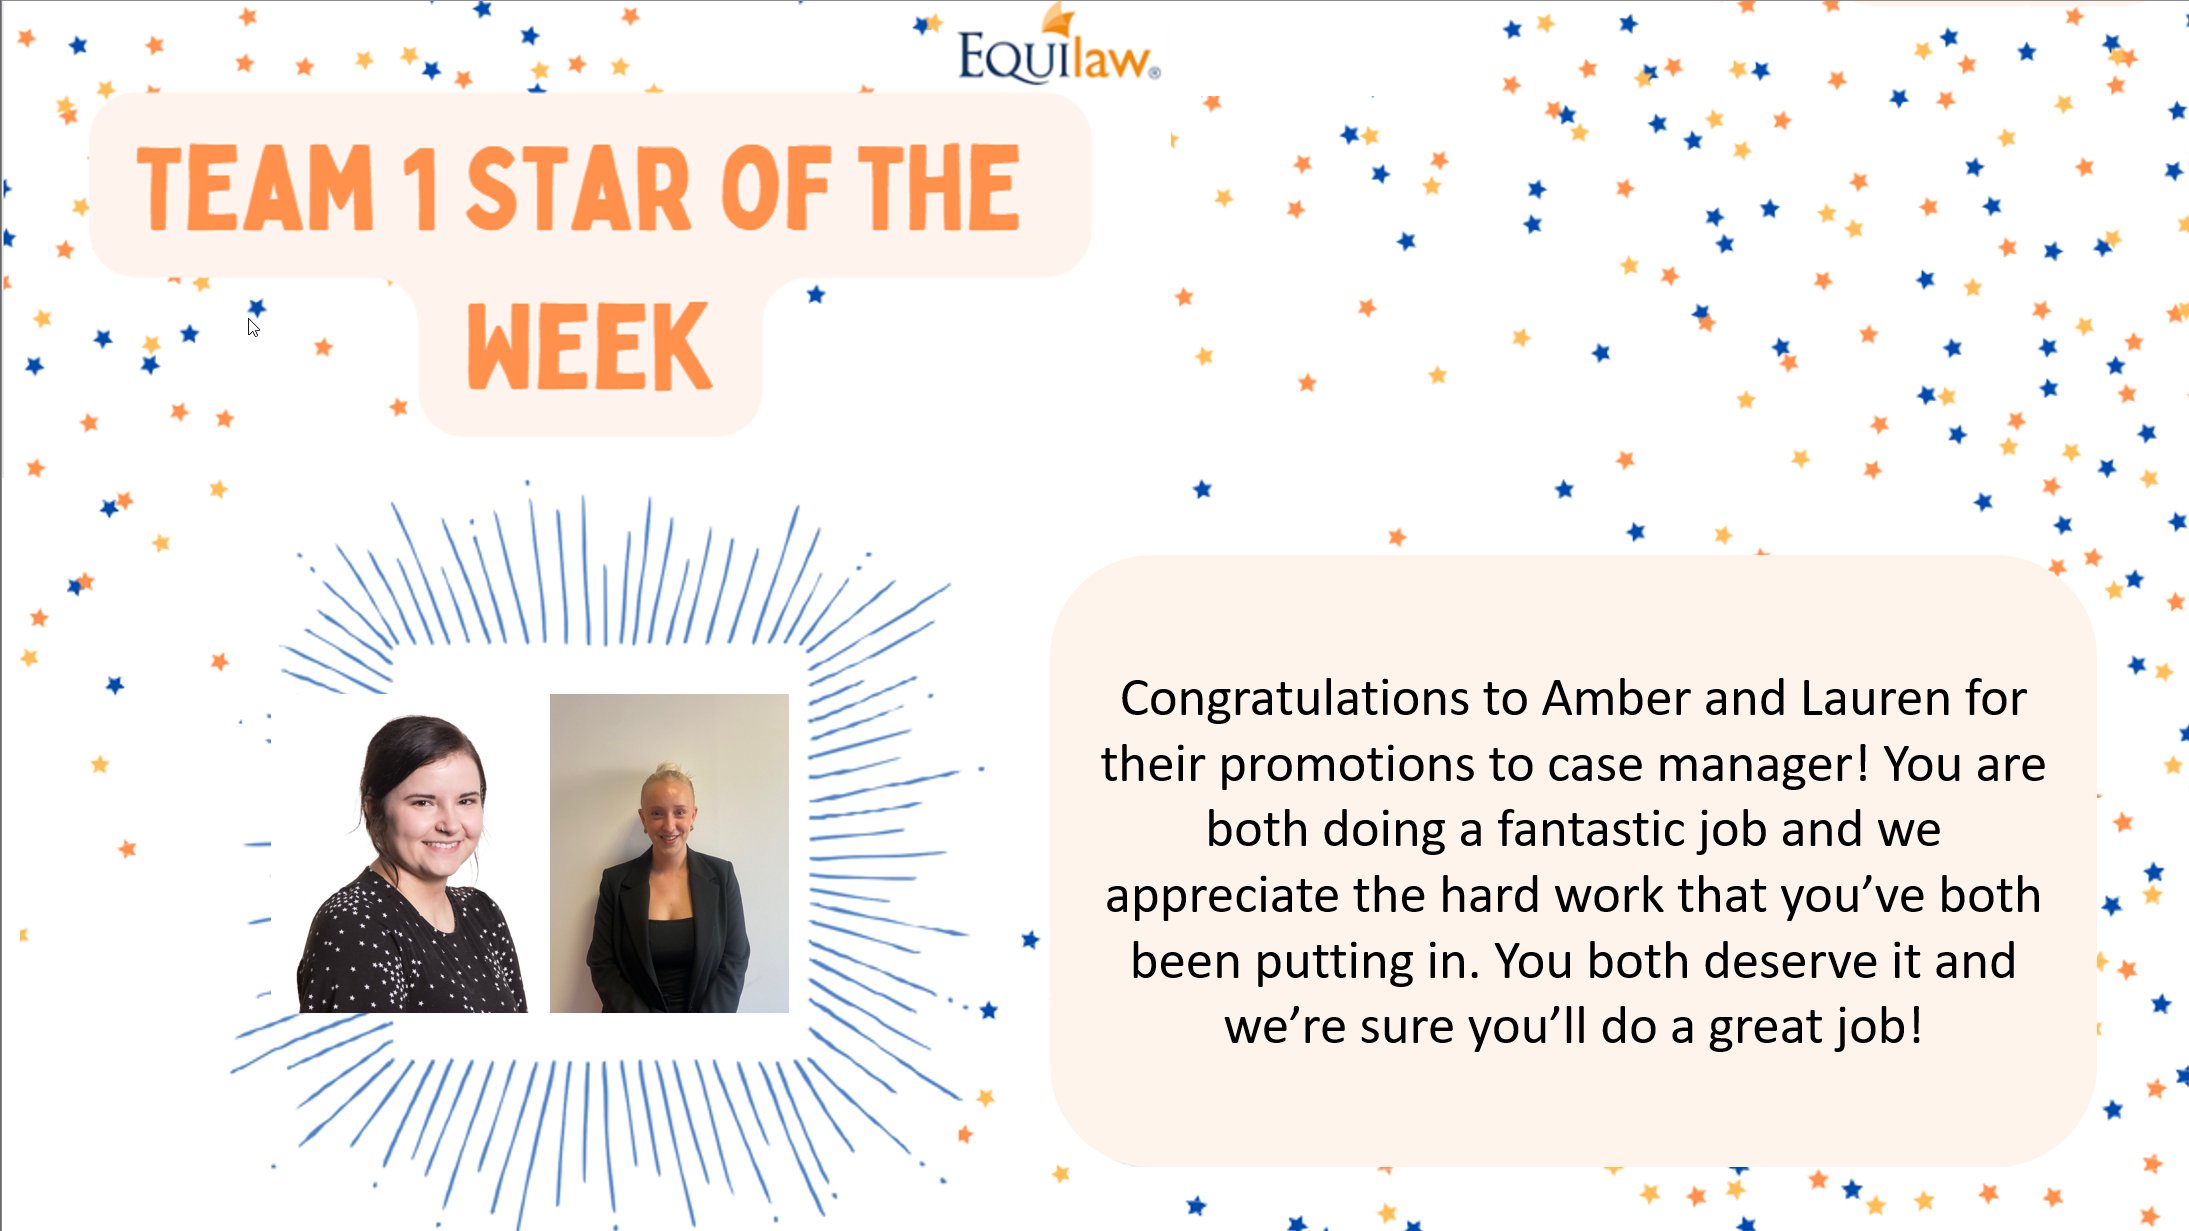 EQUIlaw®
TEAM 1 STAR OF THE
WEEK
Congratulations to Amber and Lauren for
their promotions to case manager! You are
both doing a fantastic job and we
appreciate the hard work that you’ve both
been putting in. You both deserve it and
we’re sure you’ll do a great job!